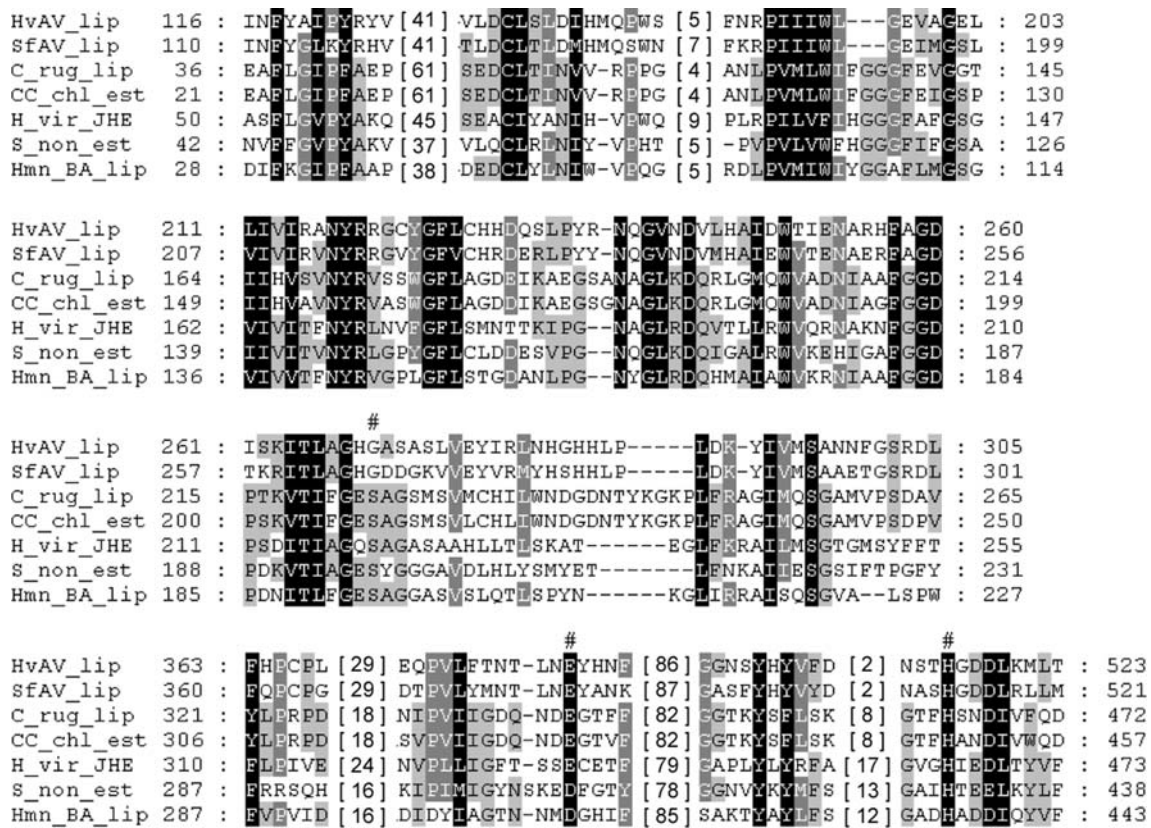 HvAV_lip 116 : INFYAIPYRYV [41] -VLDCLSLDIHMQPWS [5] FNRPIIIWL---GEVAGEL : 203
SfAV_lip 110 : INFYGLKYRHV [41] -TLDCLTLDMHMQSWN [7] FKRPIIIWL---GEIMGSL : 199
C_rug_lip 36 : EAFLGIPFAEP [61] SEDCLTINVV-RPPG [4] ANLPVMLWIFGGGFEVGGT : 145
CC_chl_est 21 : EAFLGIPFAEP [61] SEDCLTINVV-RPPG [4] ANLPVMLWIFGGGFEIGSP : 130
H_vir_JHE 50 : ASFLGVPYAKQ [45] SEACIYANIH-VPWQ [9] PLRPILVFIHGGGFAFGSG : 147
S_non_est 42 : NVFFGVPYAKV [37] VLQCLRLNIY-VPHT [5] -PVPVLVWFHGGGFIFGSA : 126
Hmn_BA_lip 28 : DIFKGIPFAAP [38] DEDCLYLNIW-VPQG [5] RDLPVMIWIYGGAFLMGSG : 114
HvAV_lip 211 : LIVIRANYRRGCYGFLCHHDQSLPYR-NQGVNDVLHAIDWTIENARHFAGD : 260
SfAV_lip 207 : VIVIRVNYRRGVYGFVCHRDERLPYY-NQGVNDVMHAIEWVTENAERFAGD : 256
C_rug_lip 164 : IIHVSVNYRVSSWGFLAGDEIKAEGSANAGLKDQRLGMQWVADNIAAFGGD : 214
CC_chl_est 149 : IIHVAVNYRVASWGFLAGDDIKAEGSGNAGLKDQRLGMQWVADNIAGFGGD : 199
H_vir_JHE 162 : VIVITFNYRLNVFGFLSMNTTKIPG--NAGLRDQVTLLRWVQRNAKNFGGD : 210
S_non_est 139 : IIVITVNYRLGPYGFLCLDDESVPG--NQGLKDQIGALRWVKEHIGAFGGD : 187
Hmn_BA_lip 136 : VIVVTFNYRVGPLGFLSTGDANLPG--NYGLRDQHMAIAWVKRNIAAFGGD : 184
#
HvAV_lip 261 : ISKITLAGHGASASLVEYIRLNHGHHLP-----LDK-YIVMSANNFGSRDL : 305
SfAV_lip 257 : TKRITLAGHGDDGKVVEYVRMYHSHHLP-----LDK-YIVMSAAETGSRDL : 301
C_rug_lip 215 : PTKVTIFGESAGSMSVMCHILWNDGDNTYKGKPLFRAGIMQSGAMVPSDAV : 265
CC_chl_est 200 : PSKVTIFGESAGSMSVLCHLIWNDGDNTYKGKPLFRAGIMQSGAMVPSDPV : 250
H_vir_JHE 211 : PSDITIAGQSAGASAAHLLTLSKAT------EGLFKRAILMSGTGMSYFFT : 255
S_non_est 188 : PDKVTIAGESYGGGAVDLHLYSMYET------LFNKAIIESGSIFTPGFY : 231
Hmn_BA_lip 185 : PDNITLFGESAGGASVSLQTLSPYN------KGLIRRAISQSGVA--LSPW : 227
# #
HvAV_lip 363 : FHPCPL [29] EQPVLFTNT-LNEYHNF [86] GGNSYHYVFD [2] NSTHGDDLKMLT : 523
SfAV_lip 360 : FQPCPG [29] DTPVLYMNT-LNEYANK [87] GASFYHYVYD [2] NASHGDDLRLLM : 521
C_rug_lip 321 : YLPRPD [18] NIPVIIGDQ-NDEGTFF [82] GGTKYSFLSK [8] GTFHSNDIVFQD : 472
CC_chl_est 306 : YLPRPD [18] SVPVIIGDQ-NDEGTVF [82] GGTKYSFLSK [8] GTFHANDIVWQD : 457
H_vir_JHE 310 : FLPIVE [24] NVPLLIGFT-SSECETF [79] GAPLYLYRFA [17] GVGHIEDLTYVF : 473
S_non_est 287 : FRRSQH [16] KIPIMIGYNSKEDFGTY [78] GGNVYKYMFS [13] GAIHTEELKYLF : 438
Hmn_BA_lip 287 : FVPVID [16] DIDYIAGTN-NMDGHIF [85] SAKTYAYLFS [12] GADHADDIQYVF : 443